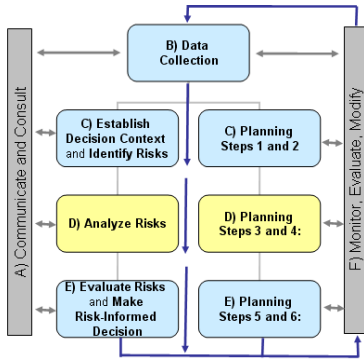 A) Communicate and Consult
B) Data
Collection
C) Establish
Decision Context
and Identify Risks
C) Planning
Steps 1 and 2
D) Analyze Risks
D) Planning
Steps 3 and 4:
E) Evaluate Risks
and Make
Risk-Informed
Decision
E) Planning
Steps 5 and 6:
F) Monitor, Evaluate, Modify